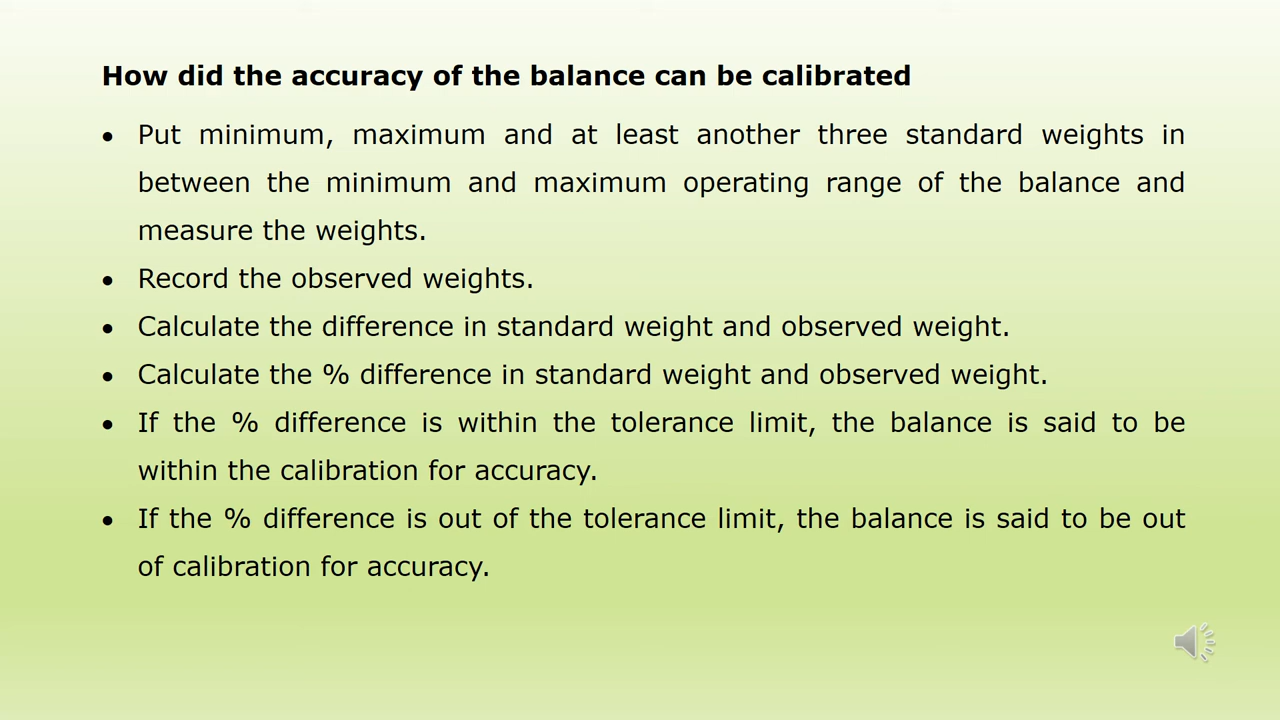 How did the accuracy of the balance can be calibrated
• Put minimum, maximum and at least another three standard weights in
between the minimum and maximum operating range of the balance and
measure the weights.
• Record the observed weights.
• Calculate the difference in standard weight and observed weight.
• Calculate the % difference in standard weight and observed weight.
• If the % difference is within the tolerance limit, the balance is said to be
within the calibration for accuracy.
• If the % difference is out of the tolerance limit, the balance is said to be out
of calibration for accuracy.